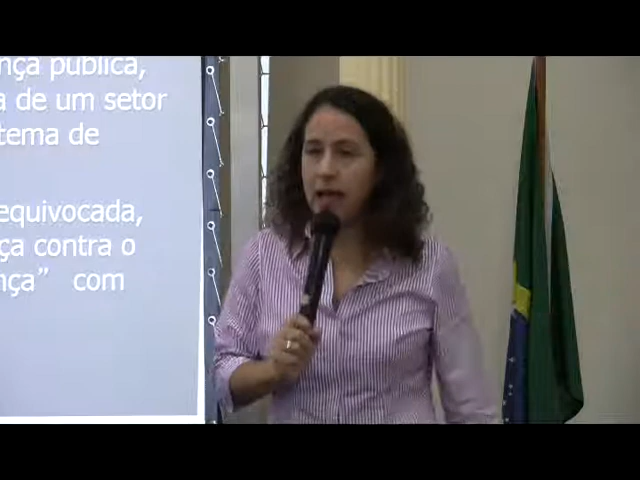 nça pública,
a de um setor
tema de
equivocada,
ça contra o
nça” com